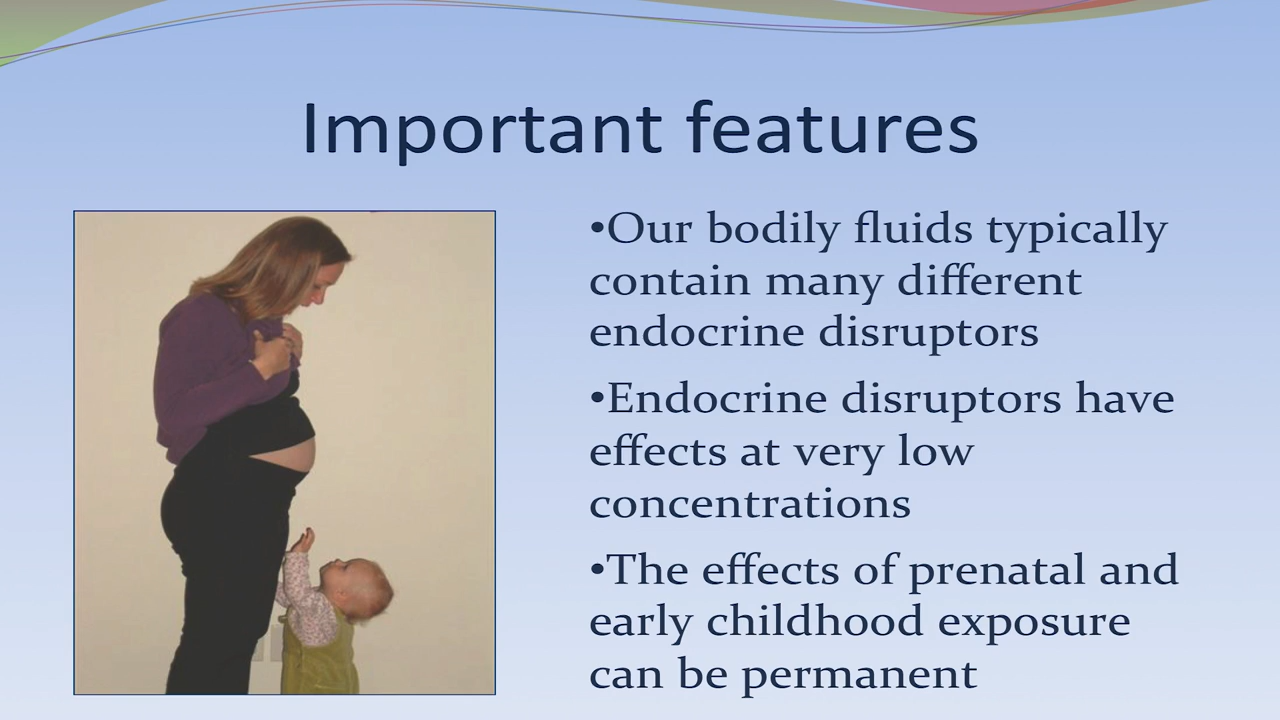 Important features
•Our bodily fluids typically
contain many different
endocrine disruptors
•Endocrine disruptors have
effects at very low
concentrations
•The effects of prenatal and
early childhood exposure
can be permanent